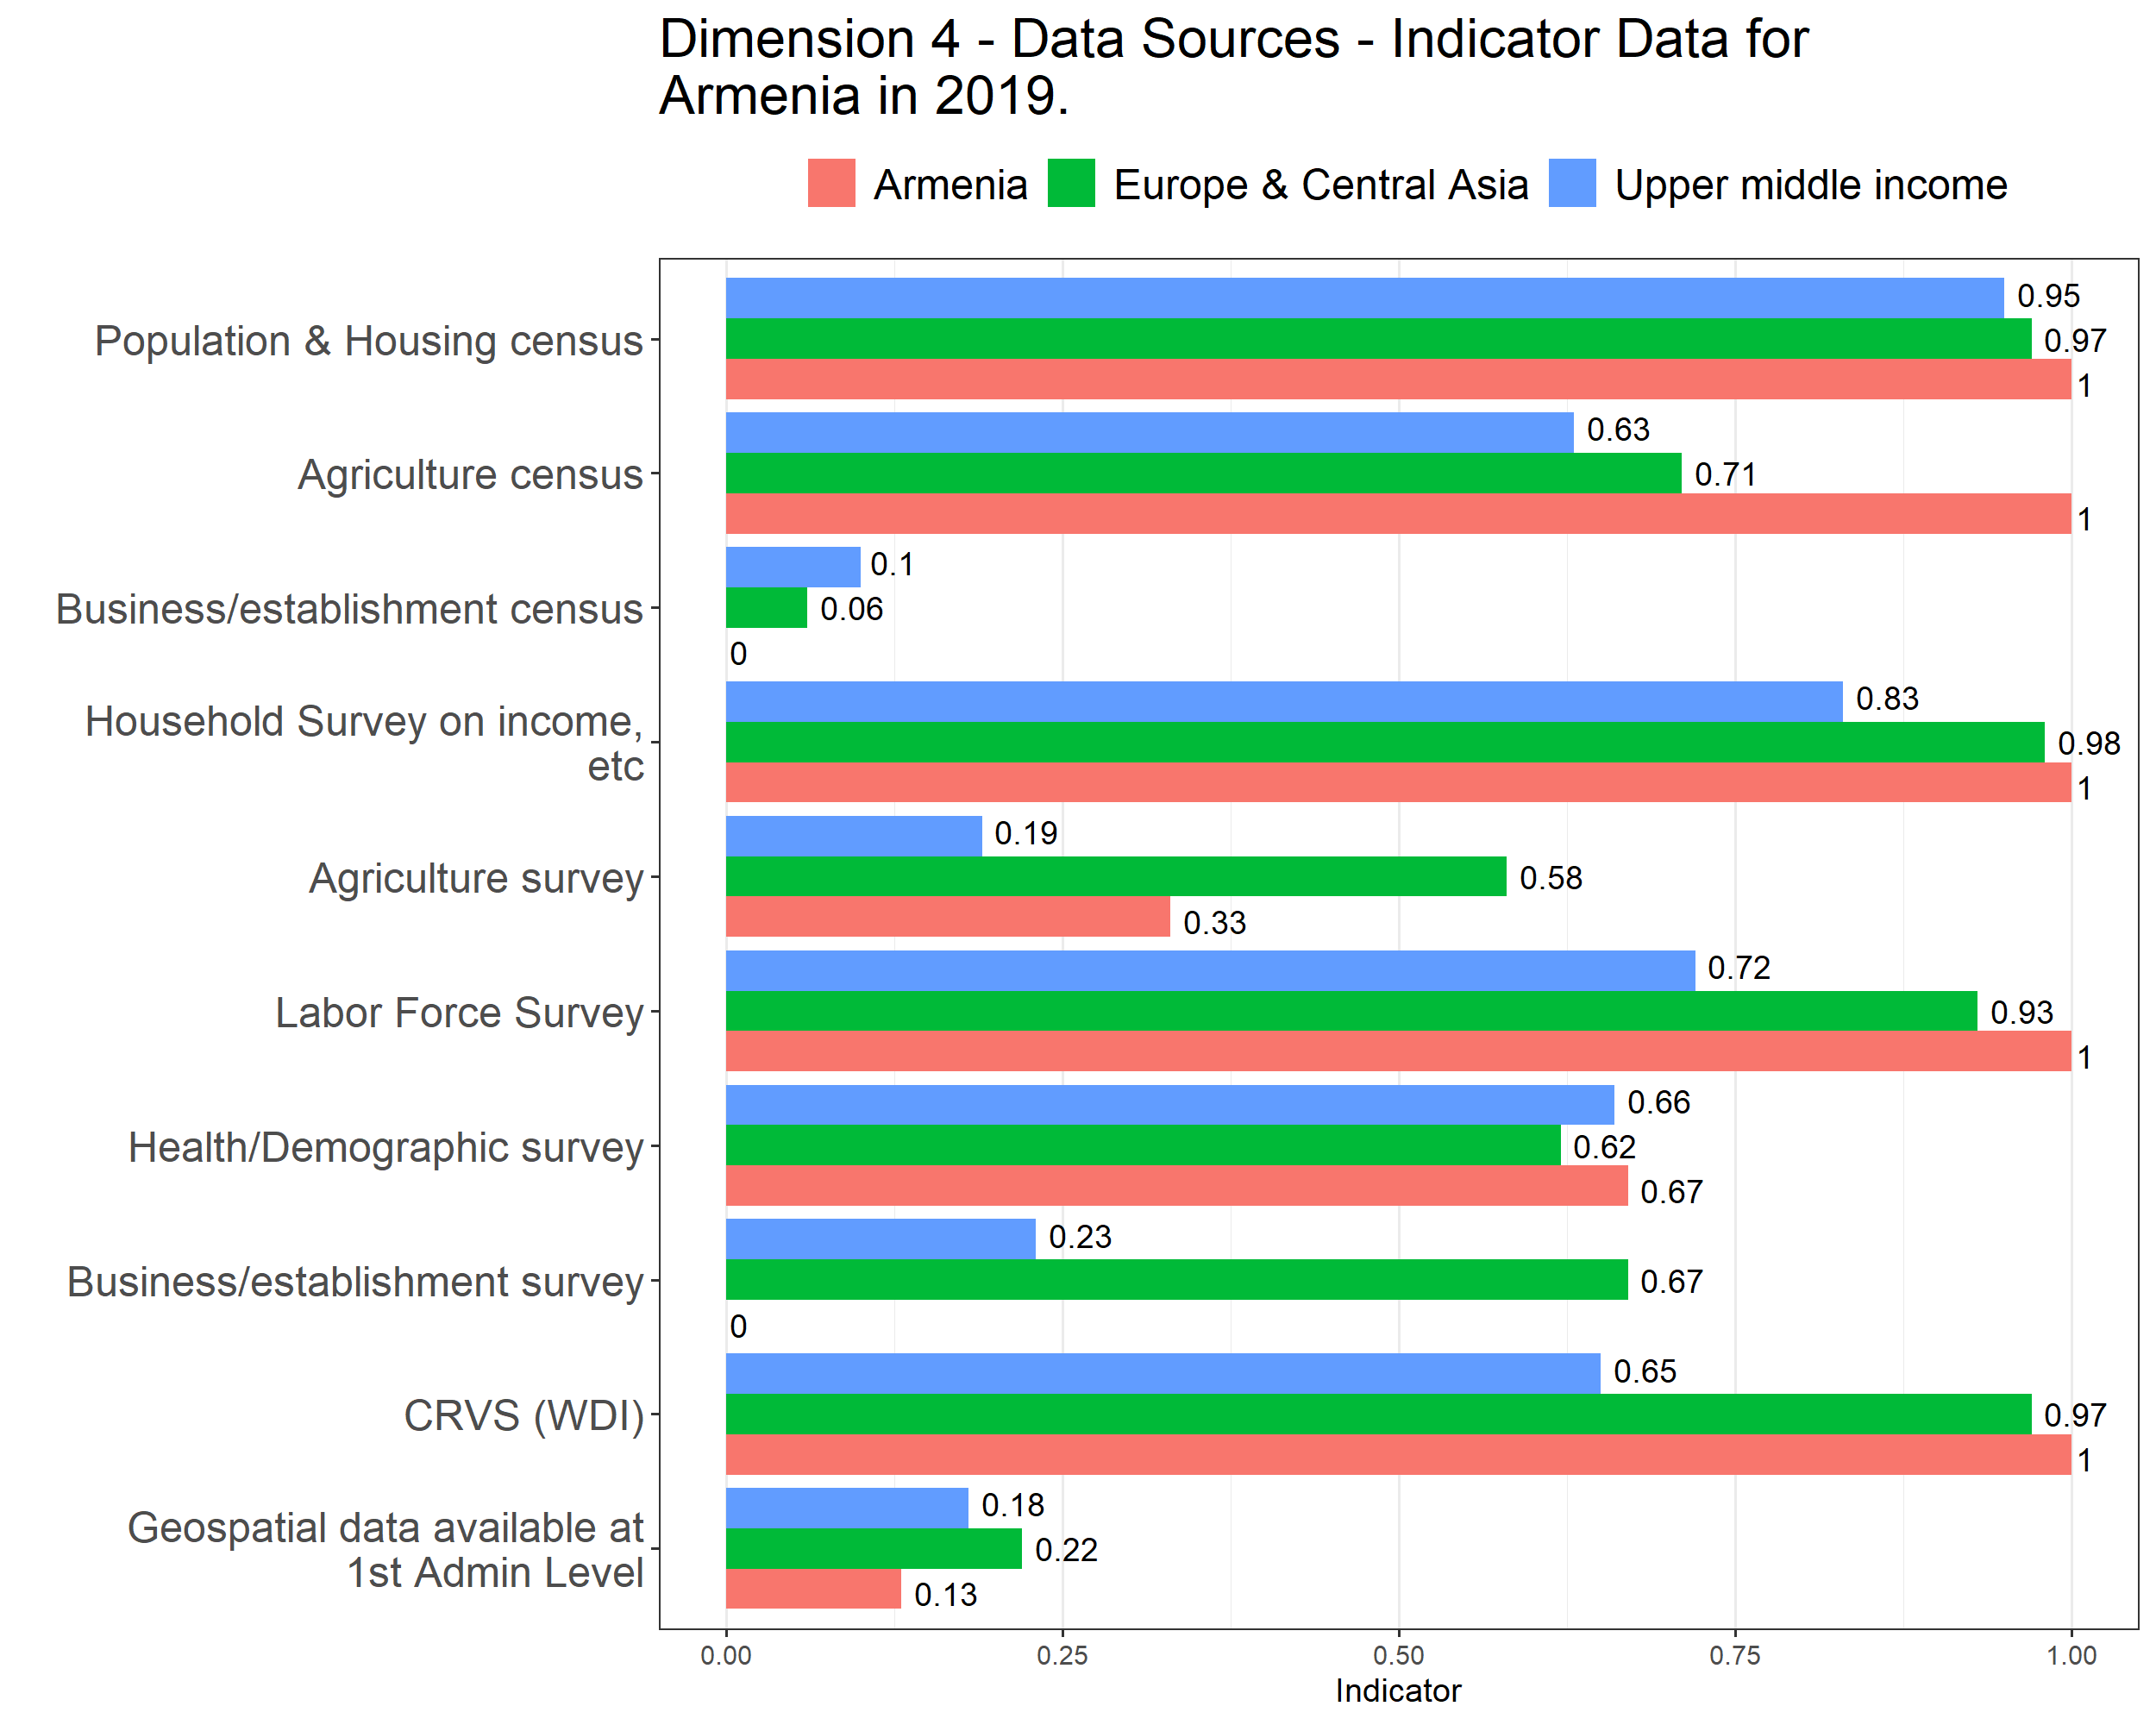 Dimension 4 - Data Sources - Indicator Data for
Armenia in 2019.
Armenia Europe & Central Asia Upper middle income
Population & Housing census
0.95
0.97
1
Agriculture census
0.63
0.71
1
Business/establishment census
0.1
0.06
0
Household Survey on income,
etc
0.83
0.98
1
Agriculture survey
0.19
0.58
0.33
Labor Force Survey
0.72
0.93
1
Health/Demographic survey
0.66
0.62
0.67
Business/establishment survey
0.23
0.67
0
CRVS (WDI)
0.65
0.97
1
Geospatial data available at
1st Admin Level
0.18
0.22
0.13
0.00 0.25 0.50 0.75 1.00
Indicator